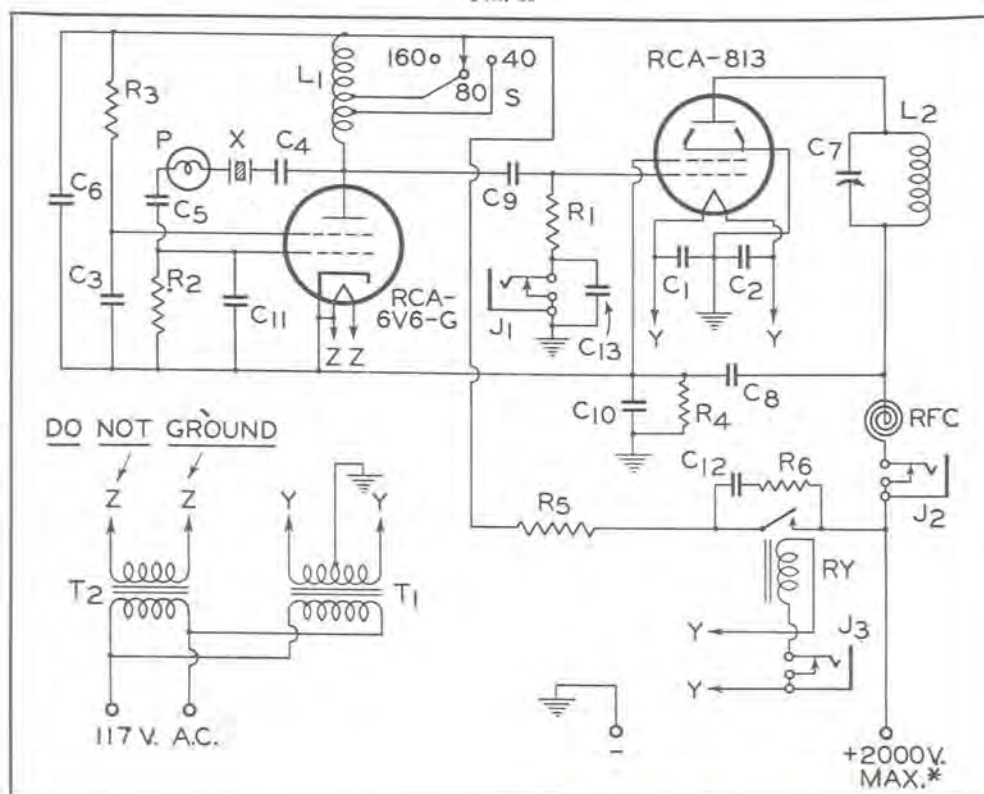 RCA-813
160 40
L1
80 S
R3
P X C4
L2
C7
C6
C5
C9
R1
C3
R2
C11
RCA-
6V6-G
Z Z
J1
C13
C1 C2
Y Y
C10
R4
C8
RFC
DO NOT GROUND
Z Z Y Y
C12 R6
R5
J2
T2 T1
RY
Y
J3
Y
117 V. A.C.
–
+2000V.
MAX.*